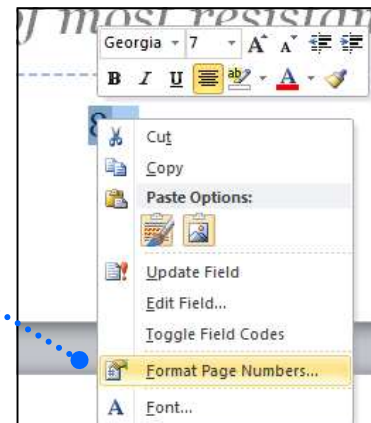 of most resistan
Georgia 7 A A
B I U ab A
8
Cut
Copy
Paste Options:
Update Field
Edit Field...
Toggle Field Codes
Format Page Numbers...
A Font...